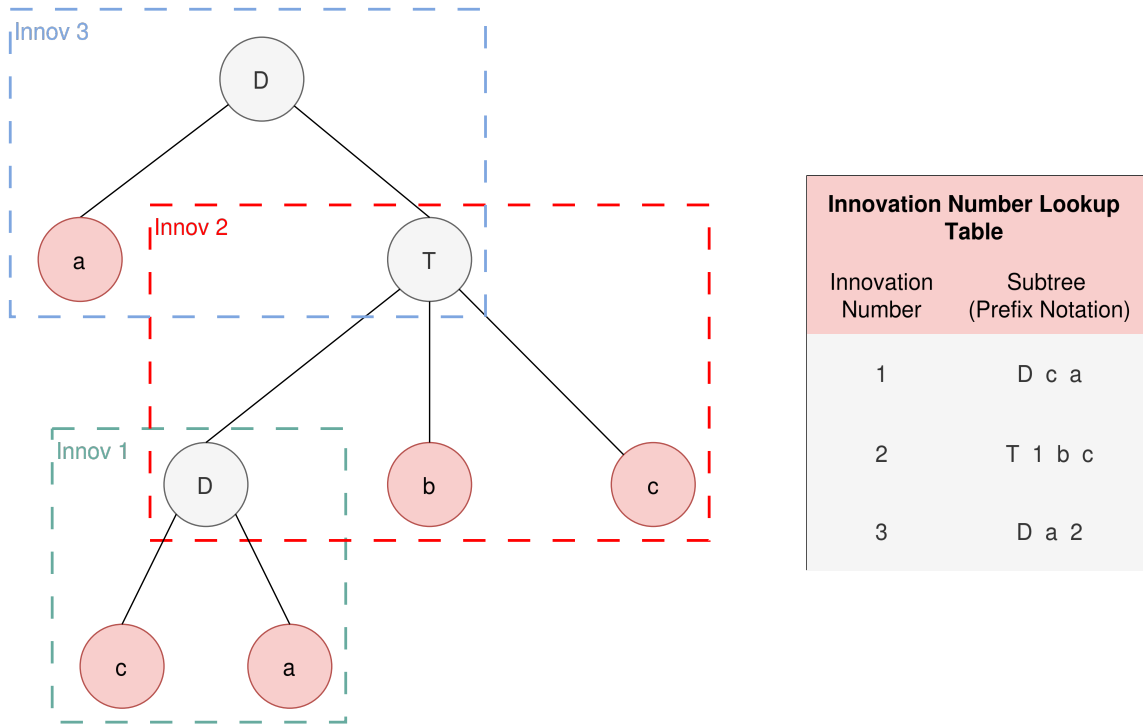 Innov 3
D
a
Innov 2
T
Innov 1
D
b
c
c
a
Innovation Number Lookup
Table
Innovation
Number
Subtree
(Prefix Notation)
1
D c a
2
T 1 b c
3
D a 2